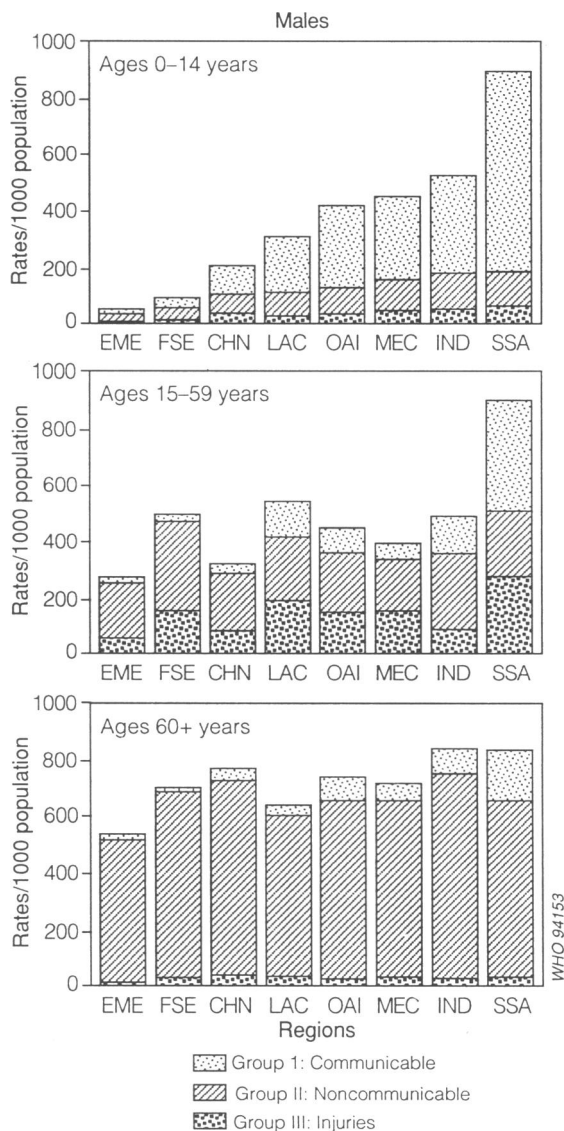 Males
Ages 0–14 years
Rates/1000 population
1000
800
600
400
200
0
EME FSE CHN LAC OAI MEC IND SSA
Ages 15–59 years
Rates/1000 population
1000
800
600
400
200
0
EME FSE CHN LAC OAI MEC IND SSA
Ages 60+ years
Rates/1000 population
1000
800
600
400
200
0
EME FSE CHN LAC OAI MEC IND SSA
Regions
WHO 94153
Group 1: Communicable
Group II: Noncommunicable
Group III: Injuries